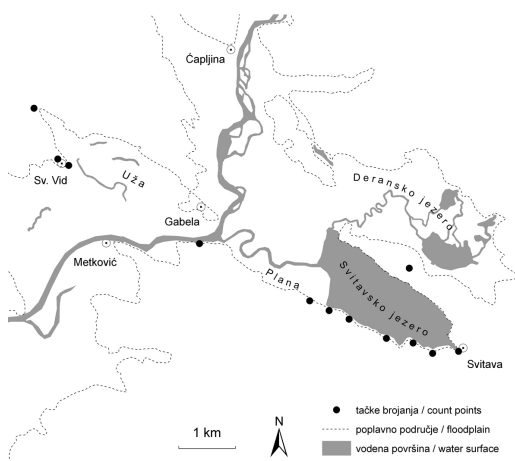 Čapljina
Sv. Vid
Uža
Deransko jezero
Gabela
Metković
Plana
Svitavsko jezero
Svitava
tačke brojanja / count points
poplavno područje / floodplain
vodena površina / water surface
1 km
N